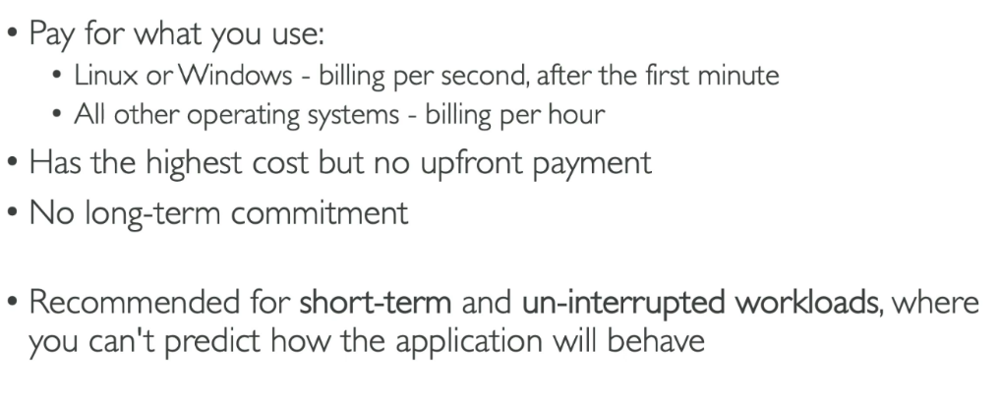 • Pay for what you use:
• Linux or Windows - billing per second, after the first minute
• All other operating systems - billing per hour
• Has the highest cost but no upfront payment
• No long-term commitment
• Recommended for short-term and un-interrupted workloads, where
you can't predict how the application will behave